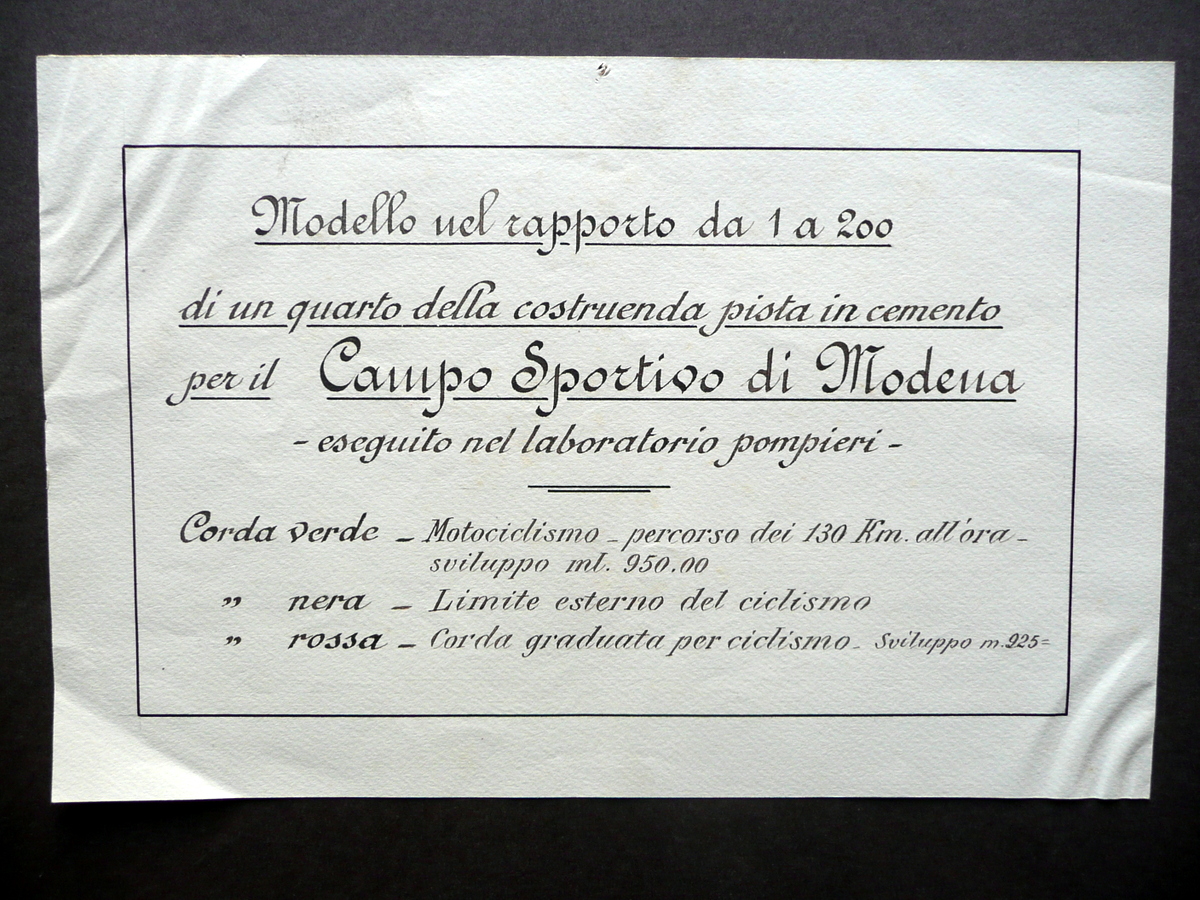 Modello nel rapporto da 1 a 200
di un quarto della costruenda pista in cemento
per il Campo Sportivo di Modena
- eseguito nel laboratorio pompieri -
Corda verde - Motociclismo - percorso dei 130 Km. all'ora -
sviluppo ml. 950.00
„ nera - Limite esterno del ciclismo
„ rossa - Corda graduata per ciclismo - Sviluppo m. 925=